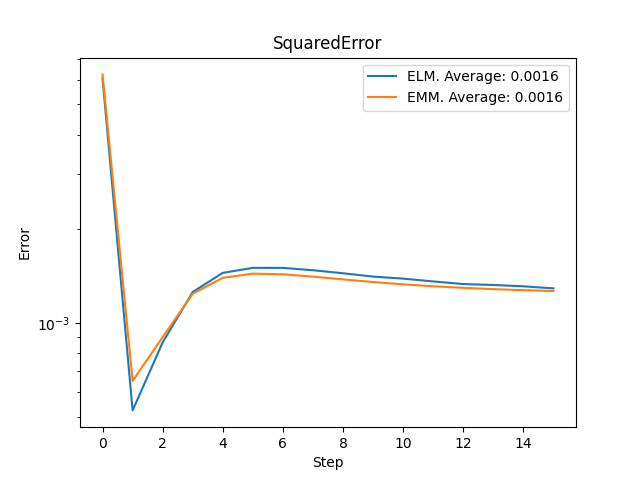 SquaredError
ELM. Average: 0.0016
EMM. Average: 0.0016
Error
10⁻³
0 2 4 6 8 10 12 14
Step